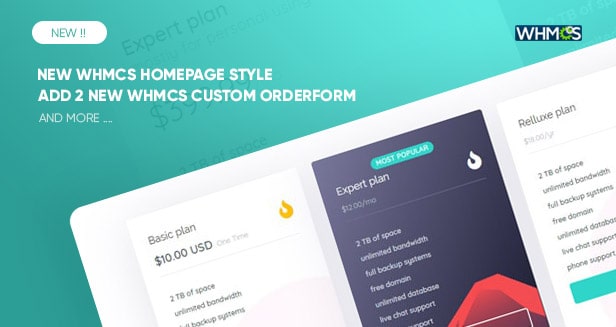 NEW !!
WHMCS
NEW WHMCS HOMEPAGE STYLE
ADD 2 NEW WHMCS CUSTOM ORDERFORM
AND MORE ....
Expert plan
2 TB of space
2 TB of space
Basic plan
$10.00 USD One Time
2 TB of space
unlimited bandwidth
full backup systems
MOST POPULAR
Expert plan
$12.00/mo
2 TB of space
unlimited bandwidth
full backup systems
free domain
unlimited database
live chat support
Relluxe plan
$18.00/yr
2 TB of space
unlimited bandwidth
full backup systems
free domain
unlimited database
live chat support
phone support